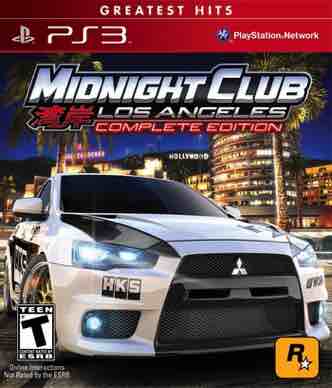 GREATEST HITS
PS3
PlayStation®Network
MIDNIGHT CLUB
湾岸
LOS ANGELES
COMPLETE EDITION
HOLLYWOOD
HKS
HKS
TEEN
T
CONTENT RATED BY
ESRB
R★
Online Interactions
Not Rated by the ESRB